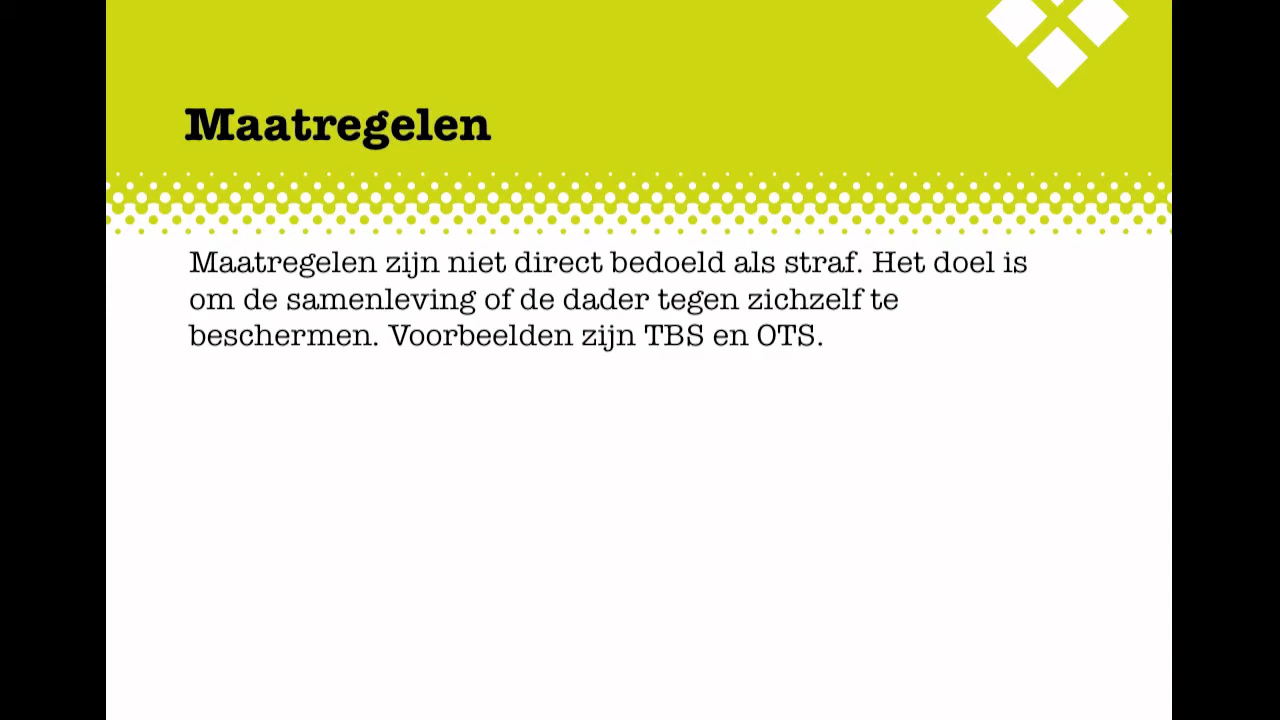 Maatregelen
Maatregelen zijn niet direct bedoeld als straf. Het doel is
om de samenleving of de dader tegen zichzelf te
beschermen. Voorbeelden zijn TBS en OTS.